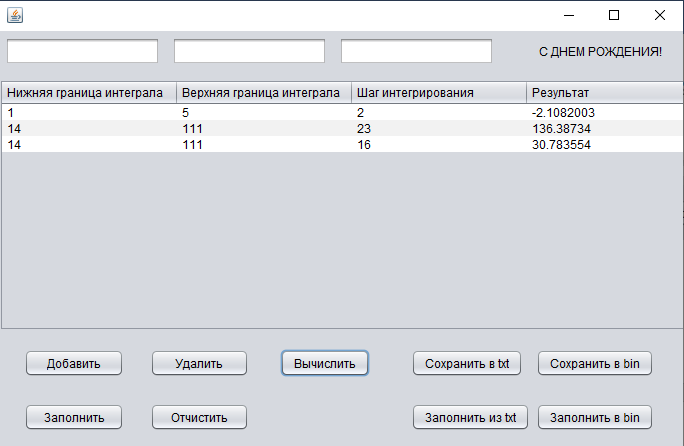 С ДНЕМ РОЖДЕНИЯ!
Нижняя граница интеграла Верхняя граница интеграла Шаг интегрирования Результат
1 5 2 -2.1082003
14 111 23 136.38734
14 111 16 30.783554
Добавить Удалить Вычислить Сохранить в txt Сохранить в bin
Заполнить Отчистить Заполнить из txt Заполнить в bin